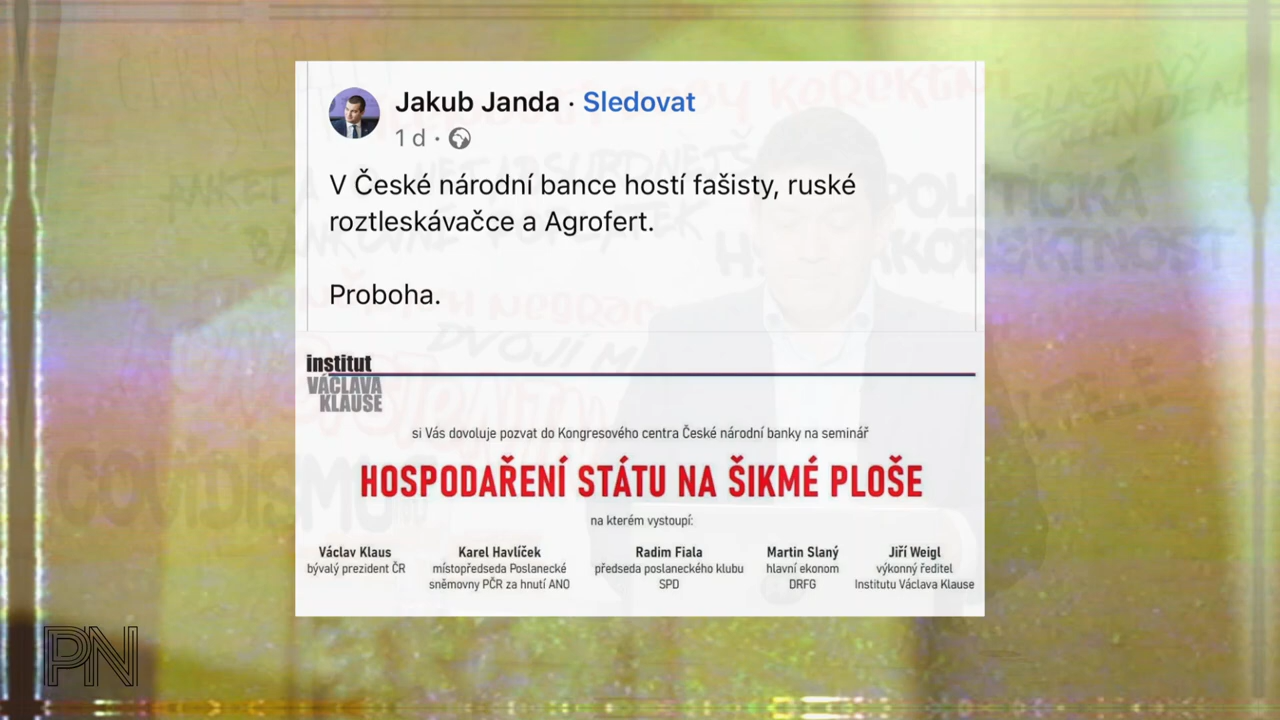 Jakub Janda · Sledovat
1 d ·
V České národní bance hostí fašisty, ruské
roztleskávačce a Agrofert.
Proboha.
institut
VÁCLAVA
KLAUSE
si Vás dovoluje pozvat do Kongresového centra České národní banky na seminář
HOSPODAŘENÍ STÁTU NA ŠIKMÉ PLOŠE
na kterém vystoupí:
Václav Klaus
bývalý prezident ČR
Karel Havlíček
místopředseda Poslanecké
sněmovny PČR za hnutí ANO
Radim Fiala
předseda poslaneckého klubu
SPD
Martin Slaný
hlavní ekonom
DRFG
Jiří Weigl
výkonný ředitel
Institutu Václava Klause
POLITICKÁ
KOREKTNOST
COVIDISMU
PN